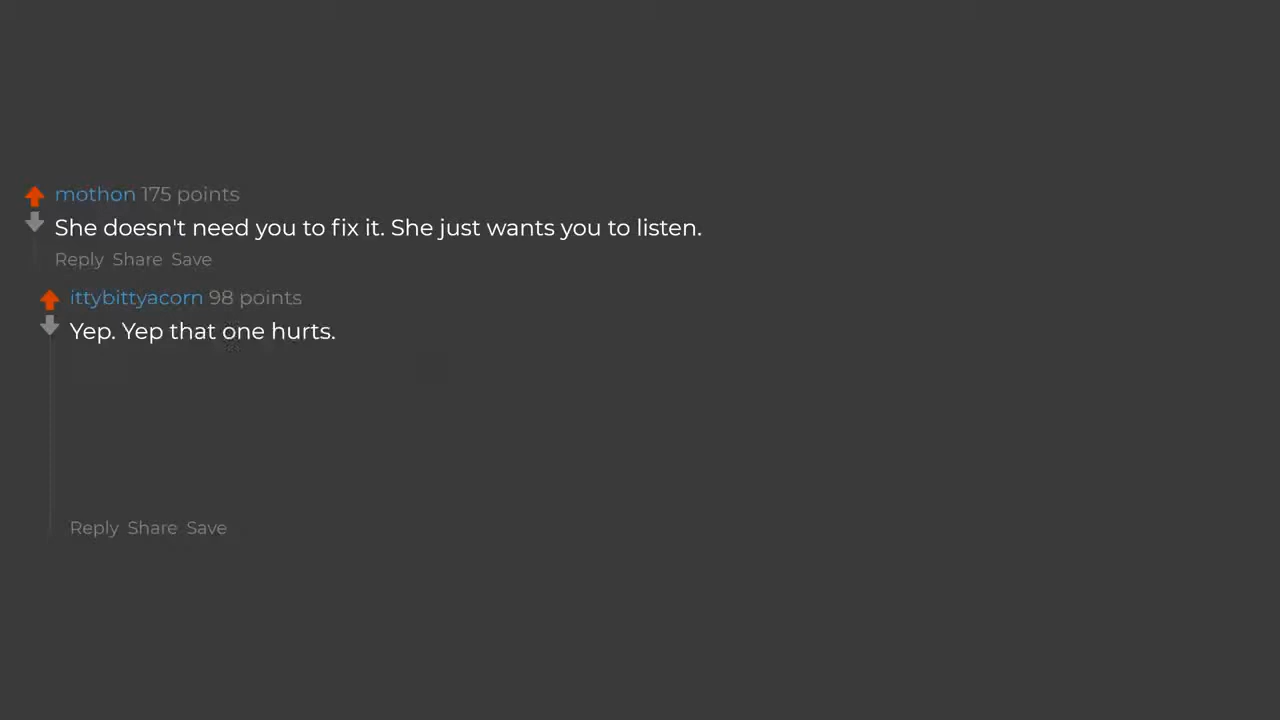 mothon 175 points
She doesn't need you to fix it. She just wants you to listen.
Reply Share Save
ittybittyacorn 98 points
Yep. Yep that one hurts.
Reply Share Save